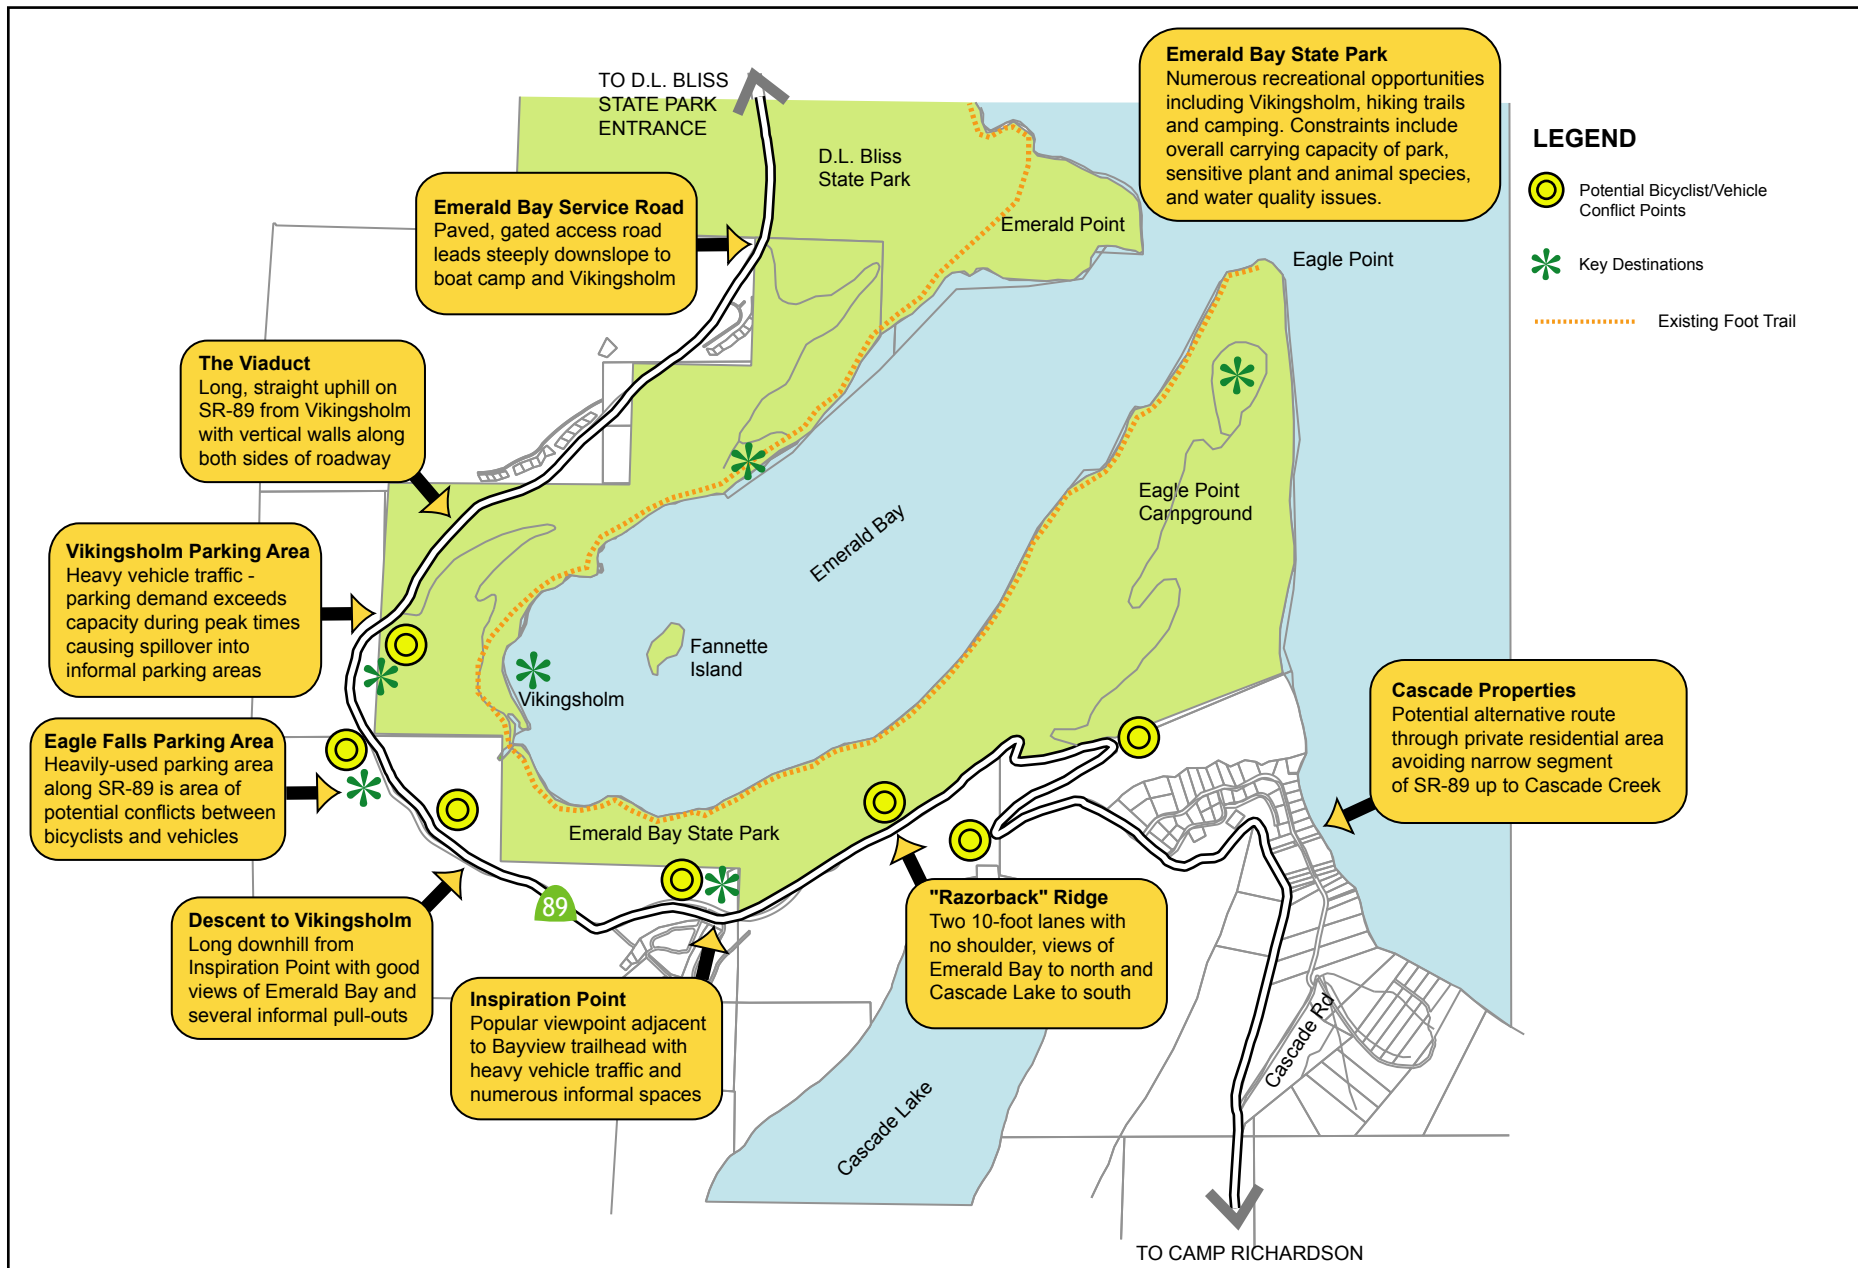 TO D.L. BLISS
STATE PARK
ENTRANCE
Emerald Bay State Park
Numerous recreational opportunities
including Vikingsholm, hiking trails
and camping. Constraints include
overall carrying capacity of park,
sensitive plant and animal species,
and water quality issues.
LEGEND
Potential Bicyclist/Vehicle
Conflict Points
Key Destinations
Existing Foot Trail
D.L. Bliss
State Park
Emerald Bay Service Road
Paved, gated access road
leads steeply downslope to
boat camp and Vikingsholm
Emerald Point
Eagle Point
The Viaduct
Long, straight uphill on
SR-89 from Vikingsholm
with vertical walls along
both sides of roadway
Eagle Point
Campground
Emerald Bay
Vikingsholm Parking Area
Heavy vehicle traffic -
parking demand exceeds
capacity during peak times
causing spillover into
informal parking areas
Fannette
Island
Vikingsholm
Cascade Properties
Potential alternative route
through private residential area
avoiding narrow segment
of SR-89 up to Cascade Creek
Eagle Falls Parking Area
Heavily-used parking area
along SR-89 is area of
potential conflicts between
bicyclists and vehicles
Emerald Bay State Park
89
Descent to Vikingsholm
Long downhill from
Inspiration Point with good
views of Emerald Bay and
several informal pull-outs
"Razorback" Ridge
Two 10-foot lanes with
no shoulder, views of
Emerald Bay to north and
Cascade Lake to south
Inspiration Point
Popular viewpoint adjacent
to Bayview trailhead with
heavy vehicle traffic and
numerous informal spaces
Cascade Rd
Cascade Lake
TO CAMP RICHARDSON